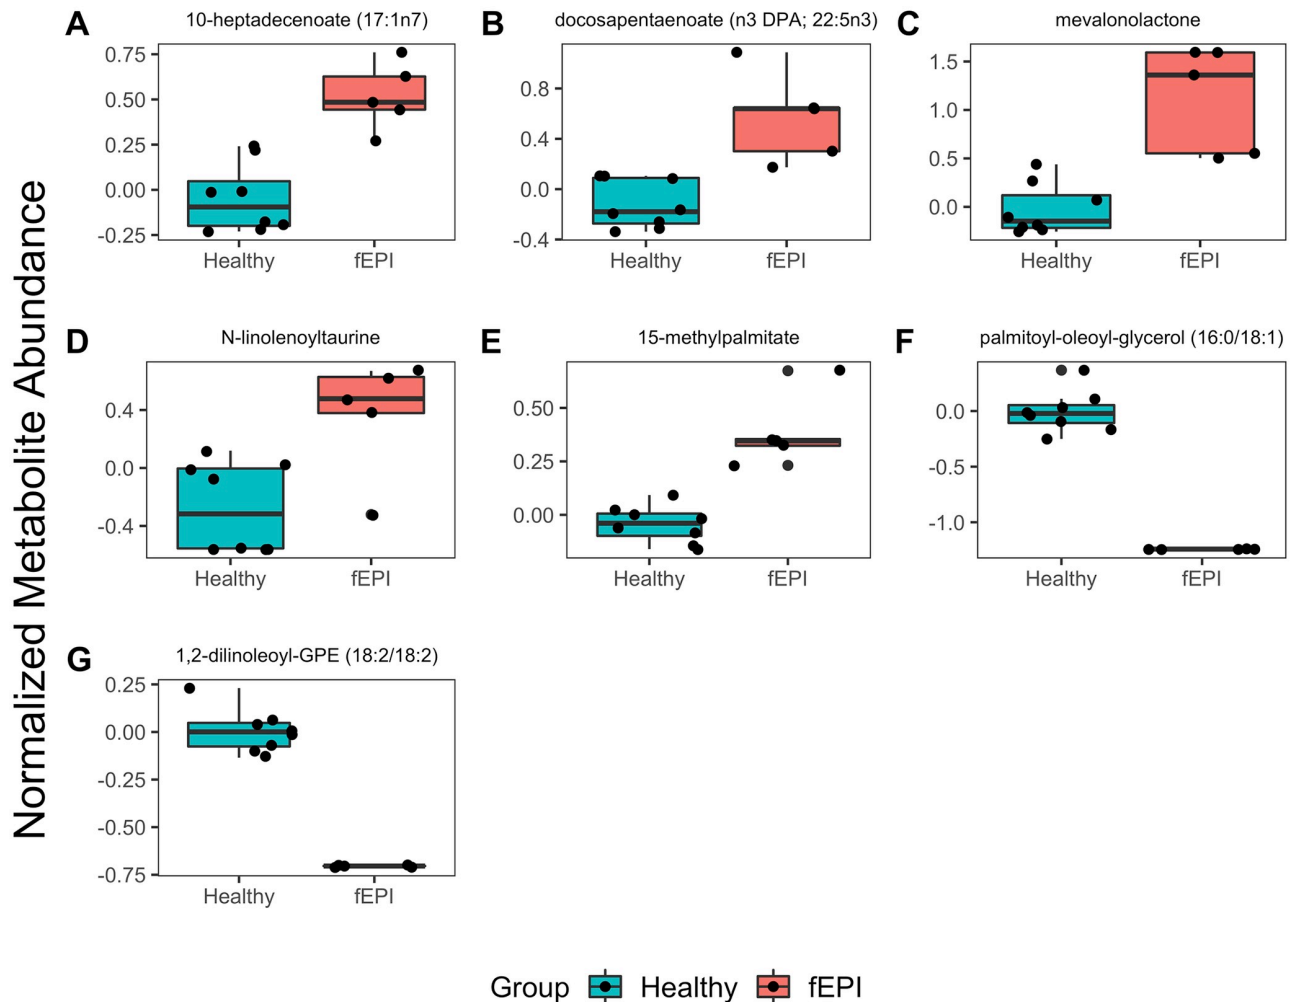 Normalized Metabolite Abundance
A
10-heptadecenoate (17:1n7)
0.75
0.50
0.25
0.00
-0.25
Healthy
fEPI
B
docosapentaenoate (n3 DPA; 22:5n3)
0.8
0.4
0.0
-0.4
Healthy
fEPI
C
mevalonolactone
1.5
1.0
0.5
0.0
Healthy
fEPI
D
N-linolenoyltaurine
0.4
0.0
-0.4
Healthy
fEPI
E
15-methylpalmitate
0.50
0.25
0.00
Healthy
fEPI
F
palmitoyl-oleoyl-glycerol (16:0/18:1)
0.0
-0.5
-1.0
Healthy
fEPI
G
1,2-dilinoleoyl-GPE (18:2/18:2)
0.25
0.00
-0.25
-0.50
-0.75
Healthy
fEPI
Group Healthy fEPI